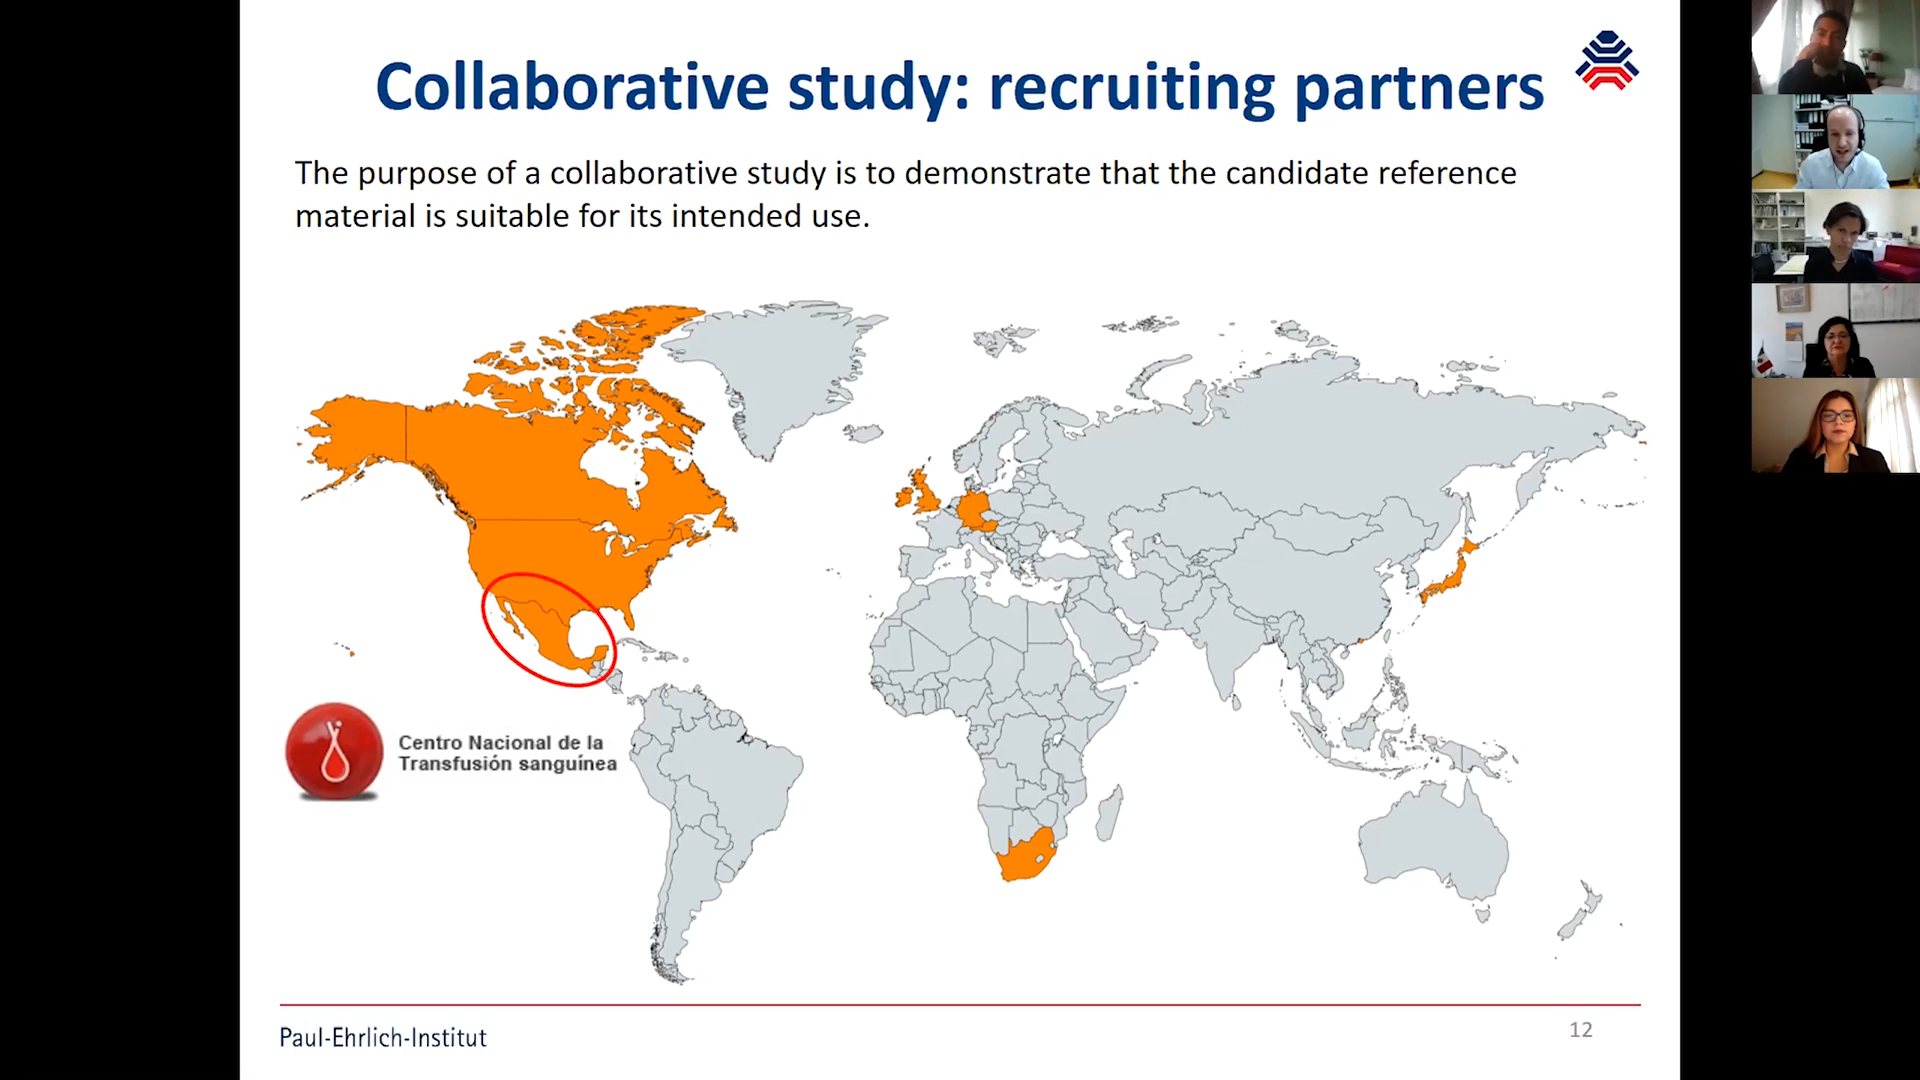 Collaborative study: recruiting partners
The purpose of a collaborative study is to demonstrate that the candidate reference
material is suitable for its intended use.
Centro Nacional de la
Transfusión sanguínea
Paul-Ehrlich-Institut
12